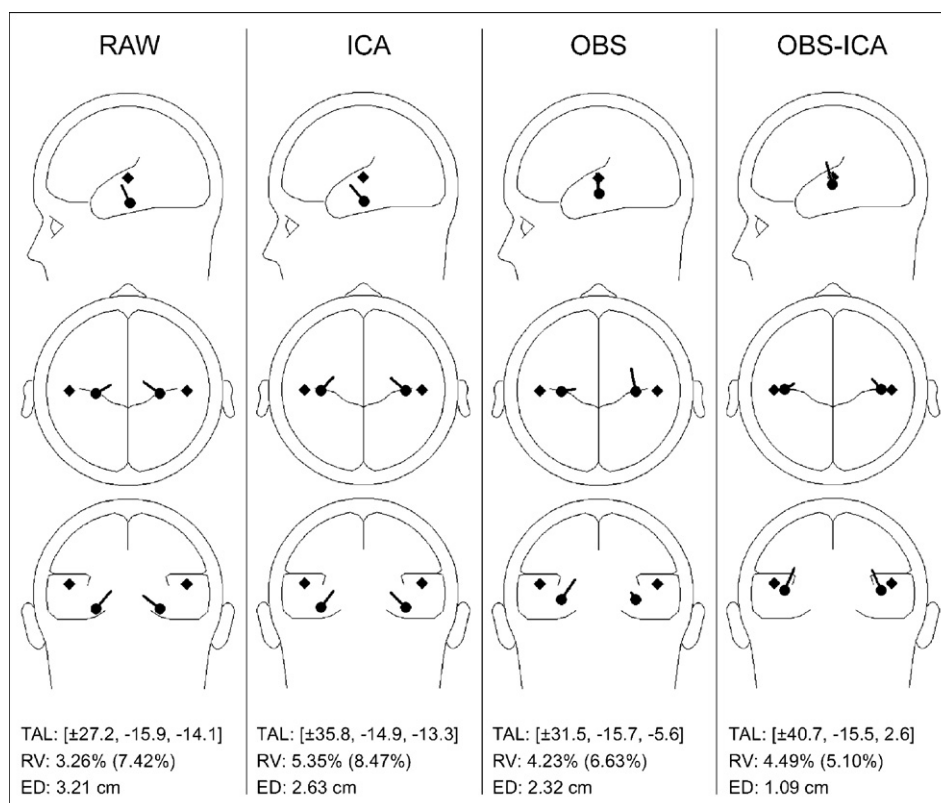 RAW
ICA
OBS
OBS-ICA
TAL: [±27.2, -15.9, -14.1]
RV: 3.26% (7.42%)
ED: 3.21 cm
TAL: [±35.8, -14.9, -13.3]
RV: 5.35% (8.47%)
ED: 2.63 cm
TAL: [±31.5, -15.7, -5.6]
RV: 4.23% (6.63%)
ED: 2.32 cm
TAL: [±40.7, -15.5, 2.6]
RV: 4.49% (5.10%)
ED: 1.09 cm